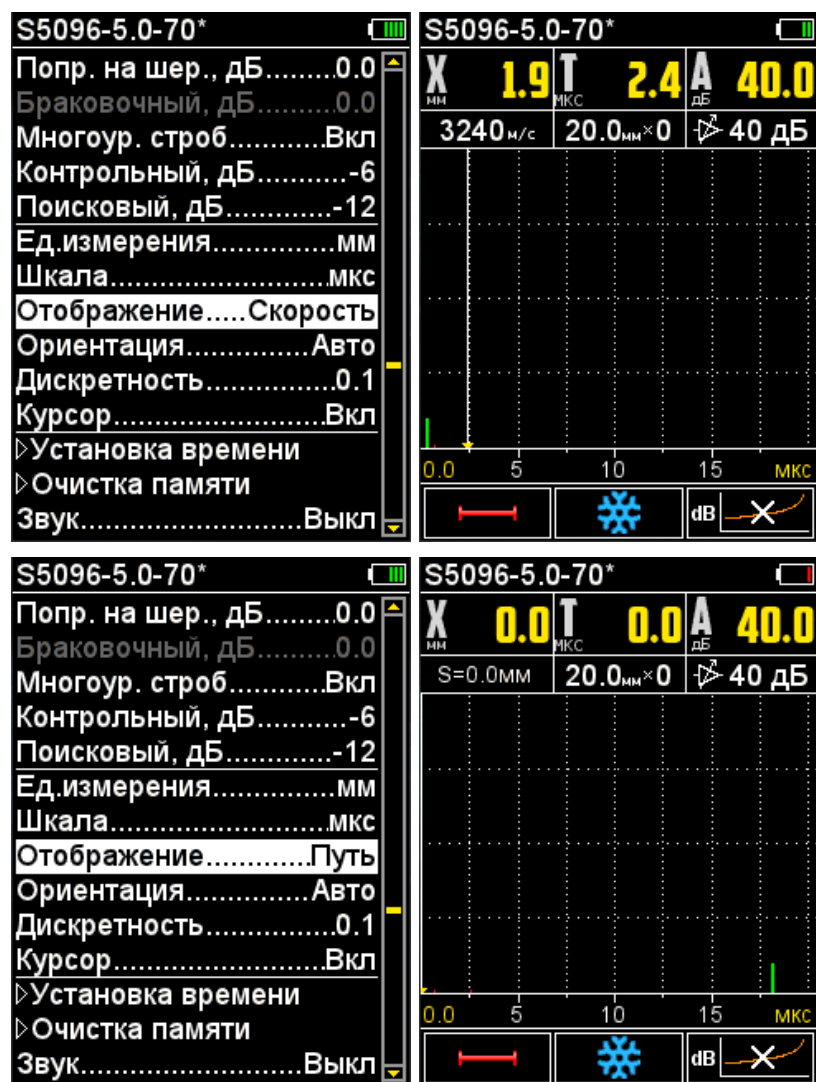 S5096-5.0-70*
Попр. на шер., дБ.........0.0
Браковочный, дБ..........0.0
Многоур. строб............Вкл
Контрольный, дБ...........-6
Поисковый, дБ.............-12
Ед.измерения...............мм
Шкала...........................мкс
Отображение.....Скорость
Ориентация...............Авто
Дискретность................0.1
Курсор..........................Вкл
Установка времени
Очистка памяти
Звук...........................Выкл
S5096-5.0-70*
X мм 1.9 T мкс 2.4 A дБ 40.0
3240м/с 20.0мм×0 40 дБ
0.0 5 10 15 мкс
dB
S5096-5.0-70*
Попр. на шер., дБ.........0.0
Браковочный, дБ..........0.0
Многоур. строб............Вкл
Контрольный, дБ...........-6
Поисковый, дБ.............-12
Ед.измерения...............мм
Шкала...........................мкс
Отображение.............Путь
Ориентация...............Авто
Дискретность................0.1
Курсор..........................Вкл
Установка времени
Очистка памяти
Звук...........................Выкл
S5096-5.0-70*
X мм 0.0 T мкс 0.0 A дБ 40.0
S=0.0мм 20.0мм×0 40 дБ
0.0 5 10 15 мкс
dB